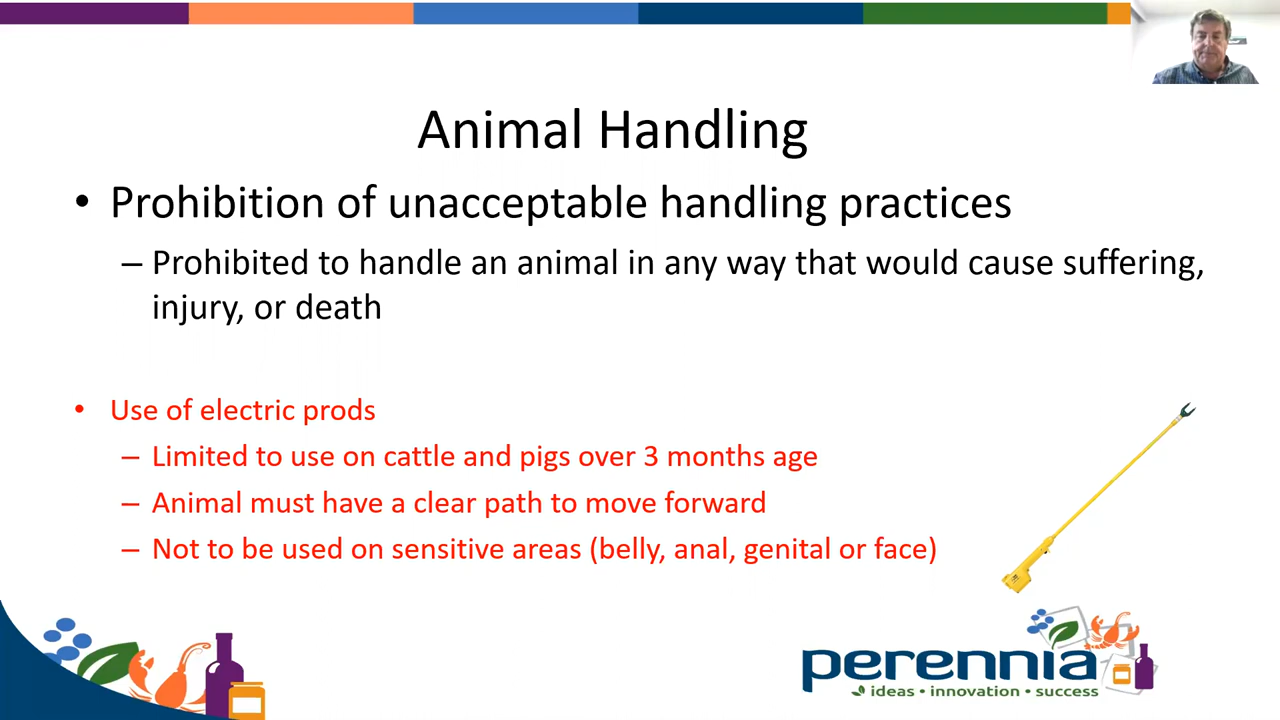 Animal Handling
• Prohibition of unacceptable handling practices
– Prohibited to handle an animal in any way that would cause suffering,
injury, or death
• Use of electric prods
– Limited to use on cattle and pigs over 3 months age
– Animal must have a clear path to move forward
– Not to be used on sensitive areas (belly, anal, genital or face)
perennia
ideas • innovation • success